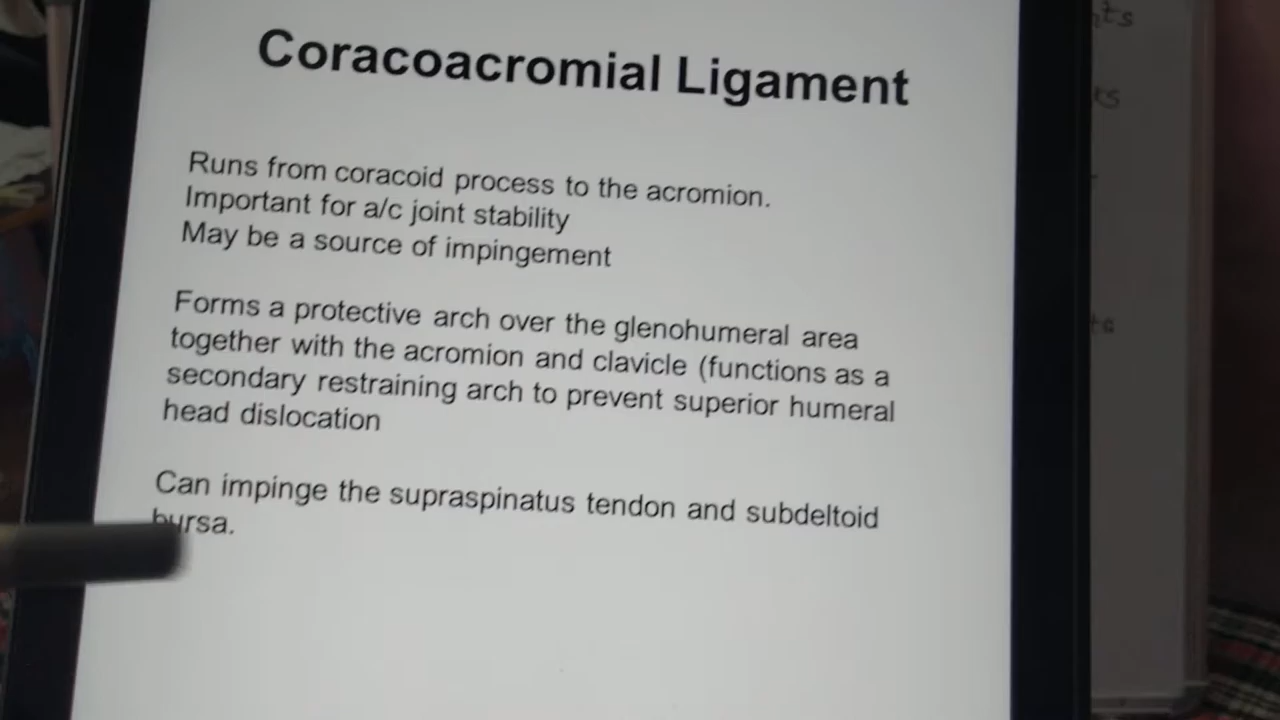 Coracoacromial Ligament
Runs from coracoid process to the acromion.
Important for a/c joint stability
May be a source of impingement
Forms a protective arch over the glenohumeral area
together with the acromion and clavicle (functions as a
secondary restraining arch to prevent superior humeral
head dislocation
Can impinge the supraspinatus tendon and subdeltoid
bursa.